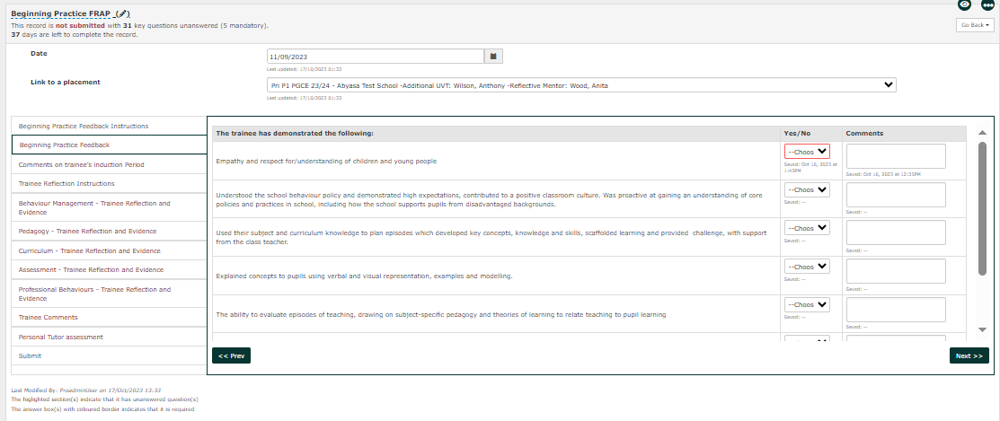 Beginning Practice FRAP ( )
This record is not submitted with 31 key questions unanswered (5 mandatory).
37 days are left to complete the record.
Go Back
Date
11/09/2023
Last updated: 17/10/2023 01:33
Link to a placement
Pri P1 PGCE 23/24 - Abyasa Test School -Additional UVT: Wilson, Anthony -Reflective Mentor: Wood, Anita
Last updated: 17/10/2023 01:33
Beginning Practice Feedback Instructions
Beginning Practice Feedback
Comments on trainee's induction Period
Trainee Reflection Instructions
Behaviour Management - Trainee Reflection and
Evidence
Pedagogy - Trainee Reflection and Evidence
Curriculum - Trainee Reflection and Evidence
Assessment - Trainee Reflection and Evidence
Professional Behaviours - Trainee Reflection and
Evidence
Trainee Comments
Personal Tutor assessment
Submit
The trainee has demonstrated the following:
Yes/No
Comments
Empathy and respect for/understanding of children and young people
--Choos
Saved: Oct 16, 2023 at
1:45PM
Saved: Oct 16, 2023 at 12:35PM
Understood the school behaviour policy and demonstrated high expectations, contributed to a positive classroom culture. Was proactive at gaining an understanding of core
policies and practices in school, including how the school supports pupils from disadvantaged backgrounds.
--Choos
Saved: --
Saved: --
Used their subject and curriculum knowledge to plan episodes which developed key concepts, knowledge and skills, scaffolded learning and provided challenge, with support
from the class teacher.
--Choos
Saved: --
Saved: --
Explained concepts to pupils using verbal and visual representation, examples and modelling.
--Choos
Saved: --
Saved: --
The ability to evaluate episodes of teaching, drawing on subject-specific pedagogy and theories of learning to relate teaching to pupil learning
--Choos
Saved: --
Saved: --
<< Prev
Next >>
Last Modified By: ProadmnUser on 17/Oct/2023 13:33
The higlighted section(s) indicate that it has unanswered question(s)
The answer box(s) with coloured border indicates that it is required